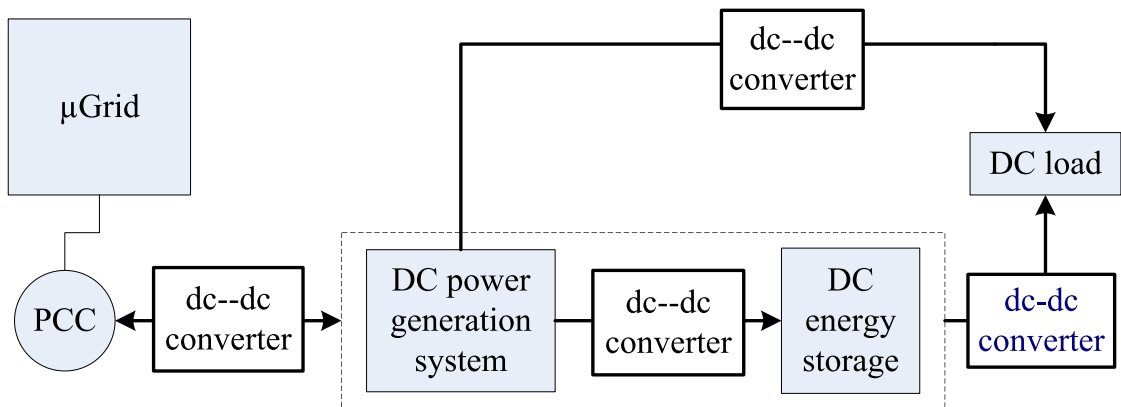 dc--dc
converter
µGrid
DC load
PCC
dc--dc
converter
DC power
generation
system
dc--dc
converter
DC
energy
storage
dc-dc
converter